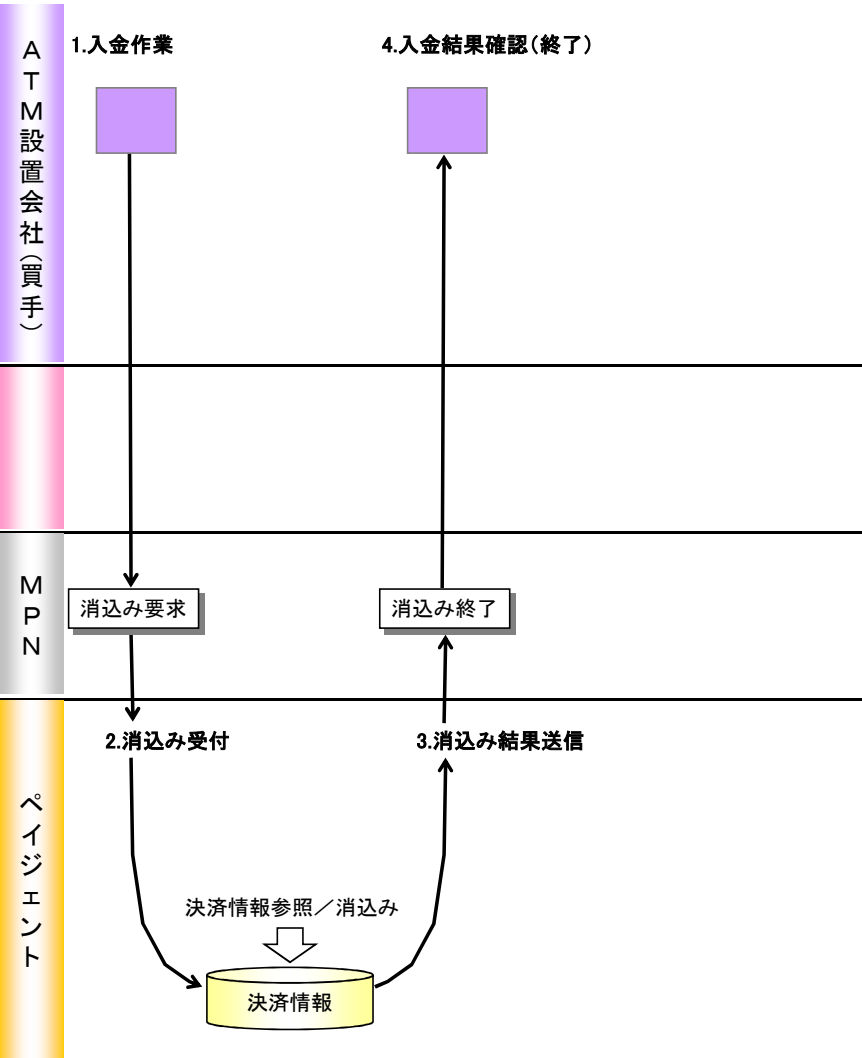 ATM設置会社(買手)
1.入金作業
4.入金結果確認(終了)
MPN
消込み要求
消込み終了
ペイジェント
2.消込み受付
3.消込み結果送信
決済情報参照/消込み
決済情報